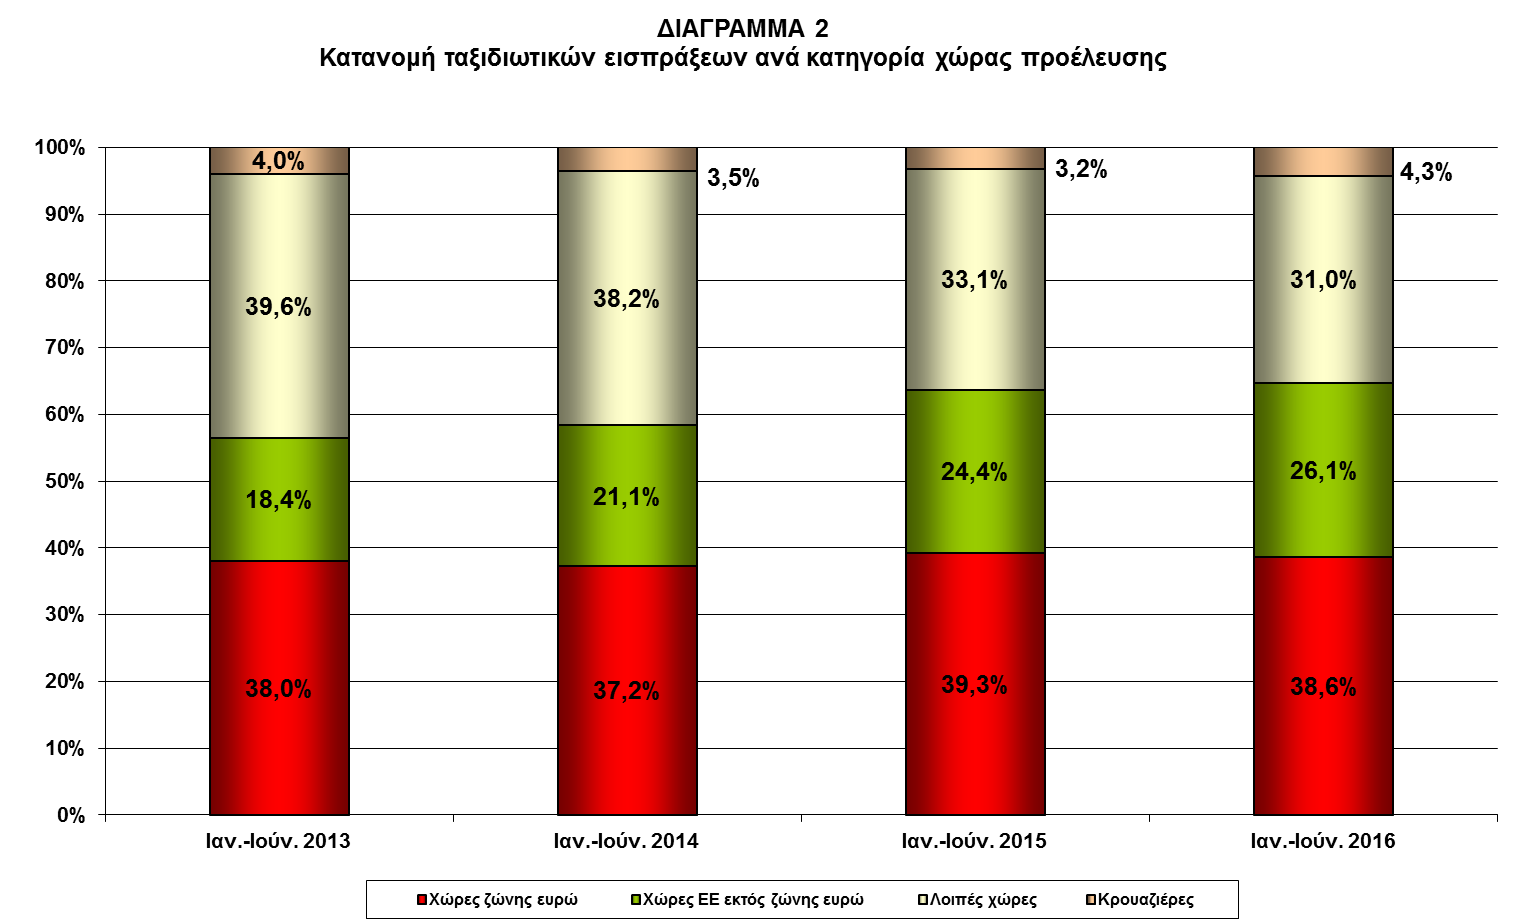 ΔΙΑΓΡΑΜΜΑ 2
Κατανομή ταξιδιωτικών εισπράξεων ανά κατηγορία χώρας προέλευσης
100%
90%
80%
70%
60%
50%
40%
30%
20%
10%
0%
4,0%
39,6%
18,4%
38,0%
3,5%
38,2%
21,1%
37,2%
3,2%
33,1%
24,4%
39,3%
4,3%
31,0%
26,1%
38,6%
Ιαν.-Ιούν. 2013
Ιαν.-Ιούν. 2014
Ιαν.-Ιούν. 2015
Ιαν.-Ιούν. 2016
Χώρες ζώνης ευρώ
Χώρες ΕΕ εκτός ζώνης ευρώ
Λοιπές χώρες
Κρουαζιέρες